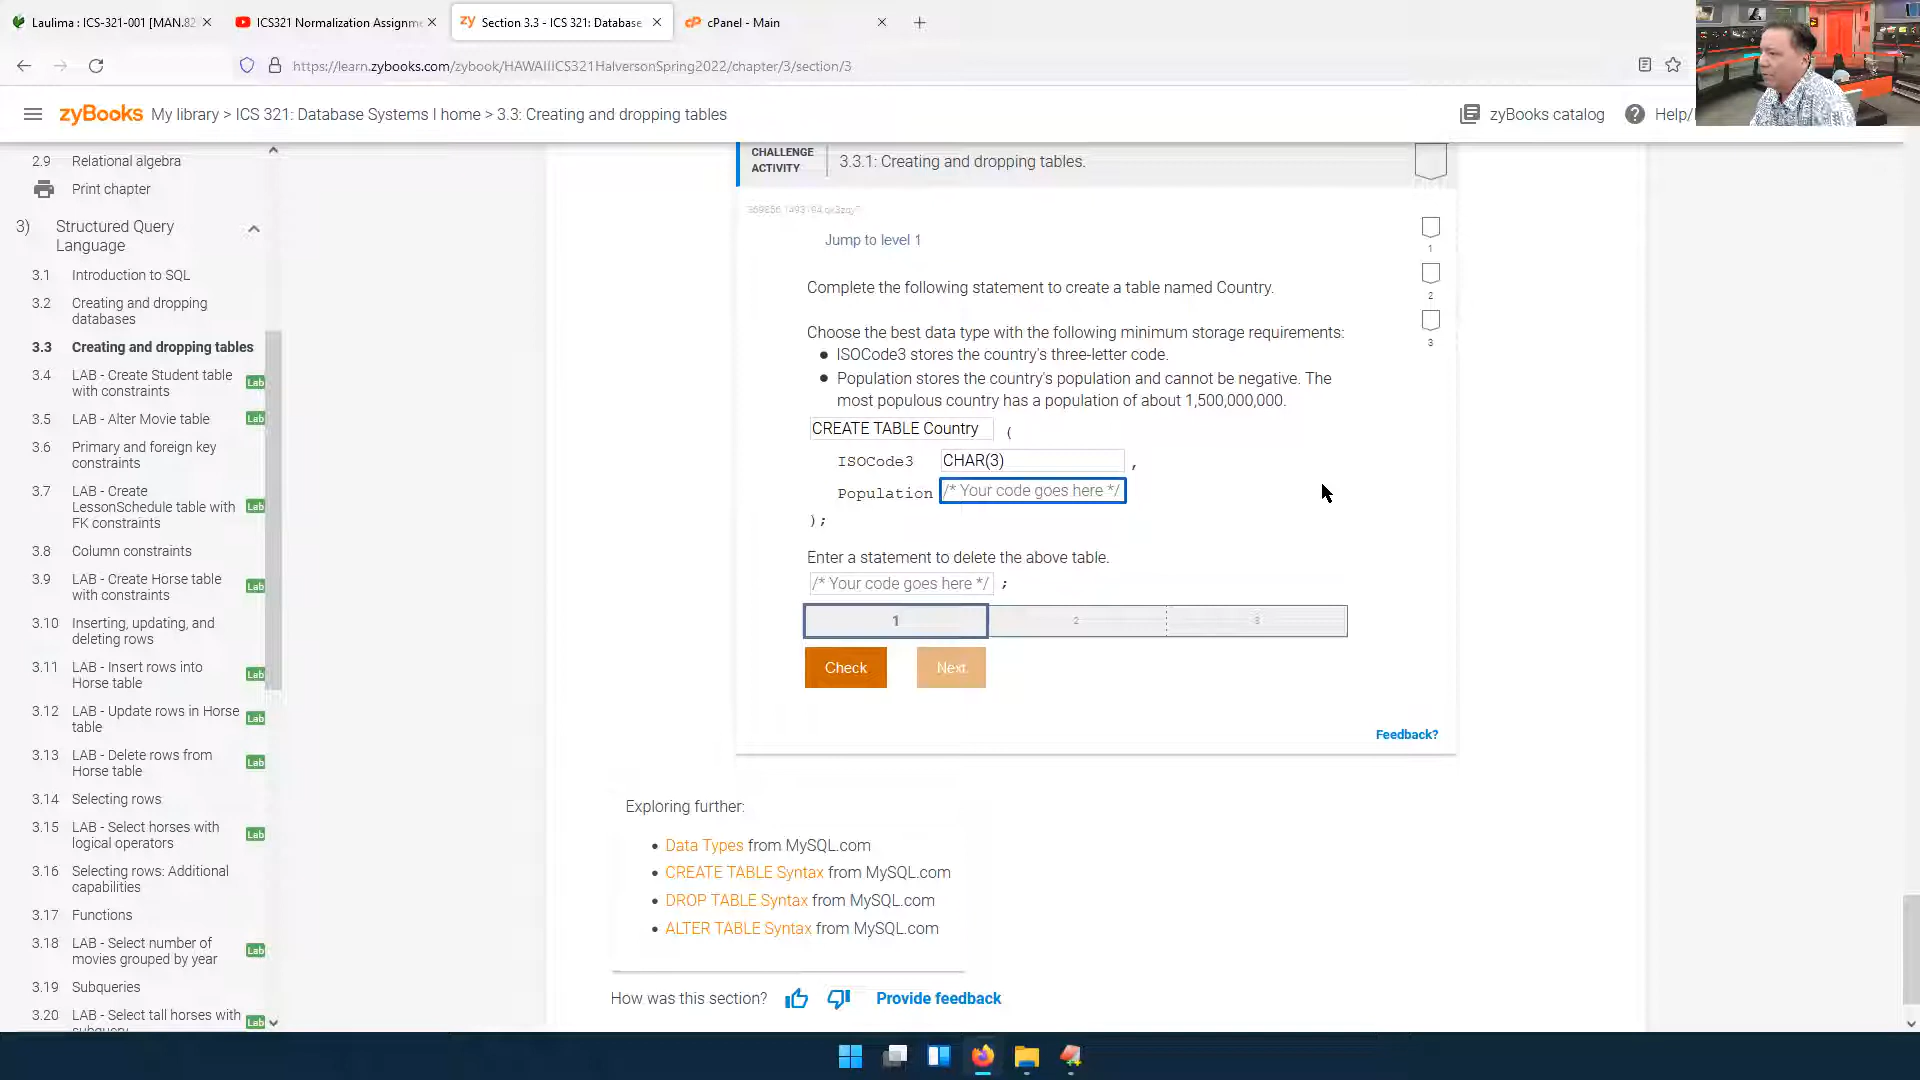 Laulima : ICS-321-001 [MAN.82
ICS321 Normalization Assignme
zy Section 3.3 - ICS 321: Database
cP cPanel - Main
https://learn.zybooks.com/zybook/HAWAIIICS321HalversonSpring2022/chapter/3/section/3
zyBooks My library > ICS 321: Database Systems I home > 3.3: Creating and dropping tables
zyBooks catalog
Help/
2.9 Relational algebra
Print chapter
3) Structured Query
Language
3.1 Introduction to SQL
3.2 Creating and dropping
databases
3.3 Creating and dropping tables
3.4 LAB - Create Student table
with constraints
Lab
3.5 LAB - Alter Movie table
Lab
3.6 Primary and foreign key
constraints
3.7 LAB - Create
LessonSchedule table with
FK constraints
Lab
3.8 Column constraints
3.9 LAB - Create Horse table
with constraints
Lab
3.10 Inserting, updating, and
deleting rows
3.11 LAB - Insert rows into
Horse table
Lab
3.12 LAB - Update rows in Horse
table
Lab
3.13 LAB - Delete rows from
Horse table
Lab
3.14 Selecting rows
3.15 LAB - Select horses with
logical operators
Lab
3.16 Selecting rows: Additional
capabilities
3.17 Functions
3.18 LAB - Select number of
movies grouped by year
Lab
3.19 Subqueries
3.20 LAB - Select tall horses with
subquery
Lab
CHALLENGE
ACTIVITY
3.3.1: Creating and dropping tables.
Jump to level 1
1
2
3
Complete the following statement to create a table named Country.
Choose the best data type with the following minimum storage requirements:
● ISOCode3 stores the country's three-letter code.
● Population stores the country's population and cannot be negative. The
most populous country has a population of about 1,500,000,000.
CREATE TABLE Country (
ISOCode3 CHAR(3) ,
Population /* Your code goes here */
);
Enter a statement to delete the above table.
/* Your code goes here */ ;
1 2 3
Check Next
Feedback?
Exploring further:
• Data Types from MySQL.com
• CREATE TABLE Syntax from MySQL.com
• DROP TABLE Syntax from MySQL.com
• ALTER TABLE Syntax from MySQL.com
How was this section? Provide feedback